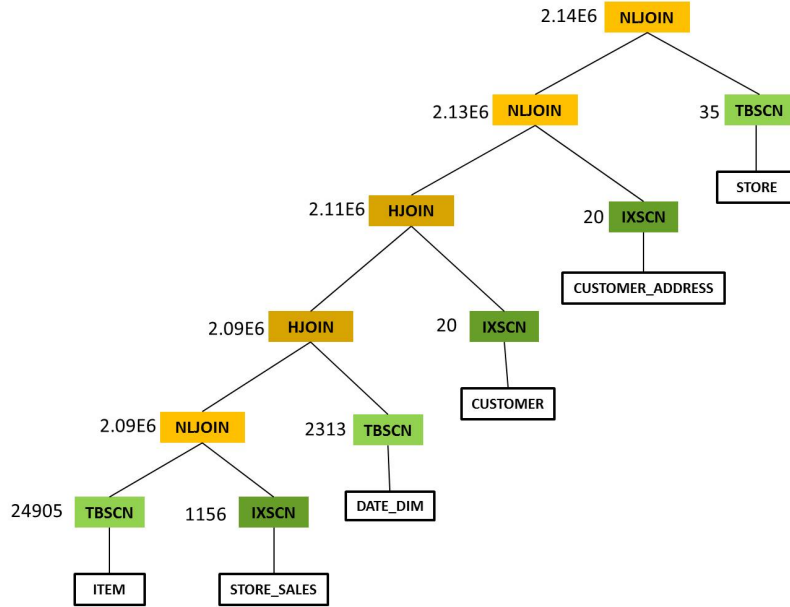 2.14E6 NLJOIN
2.13E6 NLJOIN
35 TBSCN
STORE
2.11E6 HJOIN
20 IXSCN
CUSTOMER_ADDRESS
2.09E6 HJOIN
20 IXSCN
CUSTOMER
2.09E6 NLJOIN
2313 TBSCN
DATE_DIM
24905 TBSCN
1156 IXSCN
ITEM
STORE_SALES